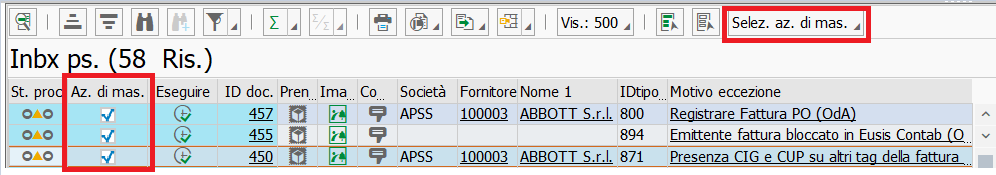 Vis.: 500 Selez. az. di mas.
Inbx ps. (58 Ris.)
St. proc Az. di mas. Eseguire ID doc. Pren Ima Co Società Fornitore Nome 1 IDtipo Motivo eccezione
457 APSS 100003 ABBOTT S.r.l. 800 Registrare Fattura PO (OdA)
455 894 Emittente fattura bloccato in Eusis Contab (O
450 APSS 100003 ABBOTT S.r.l. 871 Presenza CIG e CUP su altri tag della fattura